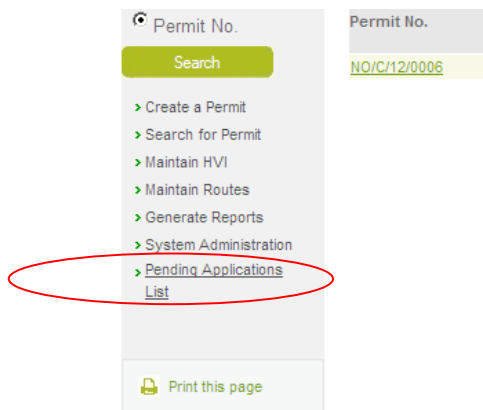 Permit No.
Search
Create a Permit
Search for Permit
Maintain HVI
Maintain Routes
Generate Reports
System Administration
Pending Applications
List
Print this page
Permit No.
NO/C/12/0006